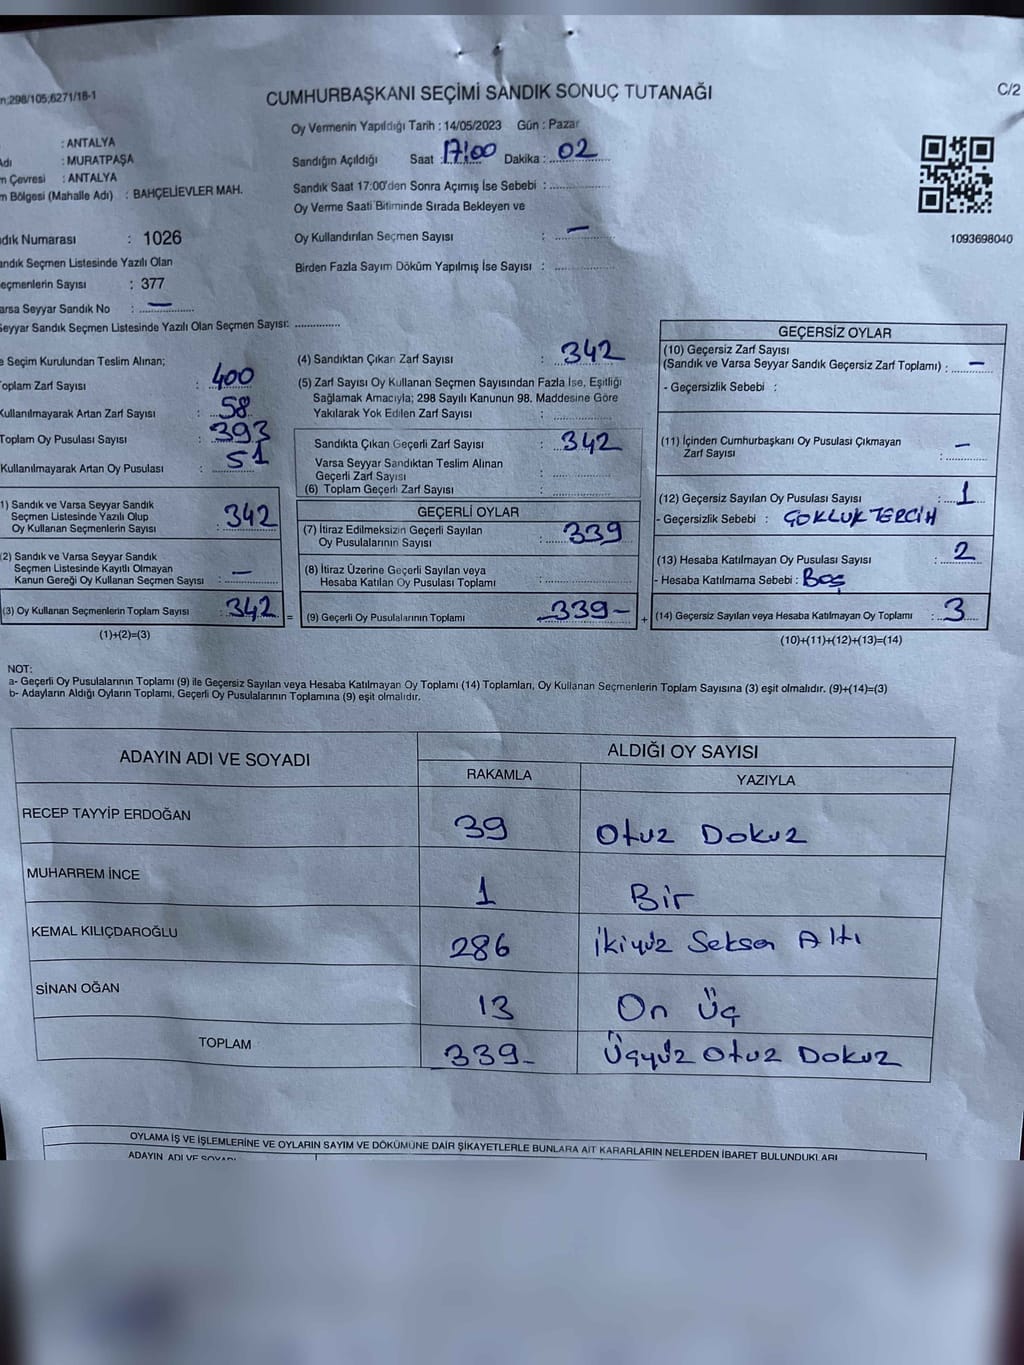 n:298/105;6271/18-1
CUMHURBAŞKANI SEÇİMİ SANDIK SONUÇ TUTANAĞI
C/2
: ANTALYA
Adı : MURATPAŞA
m Çevresi : ANTALYA
m Bölgesi (Mahalle Adı) : BAHÇELİEVLER MAH.
Oy Vermenin Yapıldığı Tarih : 14/05/2023 Gün : Pazar
Sandığın Açıldığı Saat : 17:00 Dakika : 02
Sandık Saat 17:00'den Sonra Açımış İse Sebebi :
Oy Verme Saati Bitiminde Sırada Bekleyen ve
Oy Kullandırılan Seçmen Sayısı : —
Birden Fazla Sayım Döküm Yapılmış İse Sayısı :
1093698040
dık Numarası : 1026
andık Seçmen Listesinde Yazılı Olan
eçmenlerin Sayısı : 377
arsa Seyyar Sandık No : —
Seyyar Sandık Seçmen Listesinde Yazılı Olan Seçmen Sayısı:
e Seçim Kurulundan Teslim Alınan;
oplam Zarf Sayısı : 400
Kullanılmayarak Artan Zarf Sayısı : 58
Toplam Oy Pusulası Sayısı : 393
Kullanılmayarak Artan Oy Pusulası : 51
1) Sandık ve Varsa Seyyar Sandık
Seçmen Listesinde Yazılı Olup
Oy Kullanan Seçmenlerin Sayısı : 342
(2) Sandık ve Varsa Seyyar Sandık
Seçmen Listesinde Kayıtlı Olmayan
Kanun Gereği Oy Kullanan Seçmen Sayısı : —
(3) Oy Kullanan Seçmenlerin Toplam Sayısı : 342 =
(1)+(2)=(3)
(4) Sandıktan Çıkan Zarf Sayısı : 342
(5) Zarf Sayısı Oy Kullanan Seçmen Sayısından Fazla İse, Eşitliği
Sağlamak Amacıyla; 298 Sayılı Kanunun 98. Maddesine Göre
Yakılarak Yok Edilen Zarf Sayısı :
Sandıkta Çıkan Geçerli Zarf Sayısı : 342
Varsa Seyyar Sandıktan Teslim Alınan
Geçerli Zarf Sayısı :
(6) Toplam Geçerli Zarf Sayısı :
GEÇERLİ OYLAR
(7) İtiraz Edilmeksizin Geçerli Sayılan
Oy Pusulalarının Sayısı : 339
(8) İtiraz Üzerine Geçerli Sayılan veya
Hesaba Katılan Oy Pusulası Toplamı :
(9) Geçerli Oy Pusulalarının Toplamı : 339 +
GEÇERSİZ OYLAR
(10) Geçersiz Zarf Sayısı
(Sandık ve Varsa Seyyar Sandık Geçersiz Zarf Toplamı) : —
- Geçersizlik Sebebi :
(11) İçinden Cumhurbaşkanı Oy Pusulası Çıkmayan
Zarf Sayısı : —
(12) Geçersiz Sayılan Oy Pusulası Sayısı : 1
- Geçersizlik Sebebi : ÇOKLUK TERCİH
(13) Hesaba Katılmayan Oy Pusulası Sayısı : 2
- Hesaba Katılmama Sebebi : BOŞ
(14) Geçersiz Sayılan veya Hesaba Katılmayan Oy Toplamı : 3
(10)+(11)+(12)+(13)=(14)
NOT:
a- Geçerli Oy Pusulalarının Toplamı (9) ile Geçersiz Sayılan veya Hesaba Katılmayan Oy Toplamı (14) Toplamları, Oy Kullanan Seçmenlerin Toplam Sayısına (3) eşit olmalıdır. (9)+(14)=(3)
b- Adayların Aldığı Oyların Toplamı, Geçerli Oy Pusulalarının Toplamına (9) eşit olmalıdır.
ADAYIN ADI VE SOYADI
ALDIĞI OY SAYISI
RAKAMLA YAZIYLA
RECEP TAYYİP ERDOĞAN 39 Otuz Dokuz
MUHARREM İNCE 1 Bir
KEMAL KILIÇDAROĞLU 286 İkiyüz Seksen Altı
SİNAN OĞAN 13 On Üç
TOPLAM 339 Üçyüz Otuz Dokuz
OYLAMA İŞ VE İŞLEMLERİNE VE OYLARIN SAYIM VE DÖKÜMÜNE DAİR ŞİKAYETLERLE BUNLARA AİT KARARLARIN NELERDEN İBARET BULUNDUKLARI
ADAYIN ADI VE SOYADI